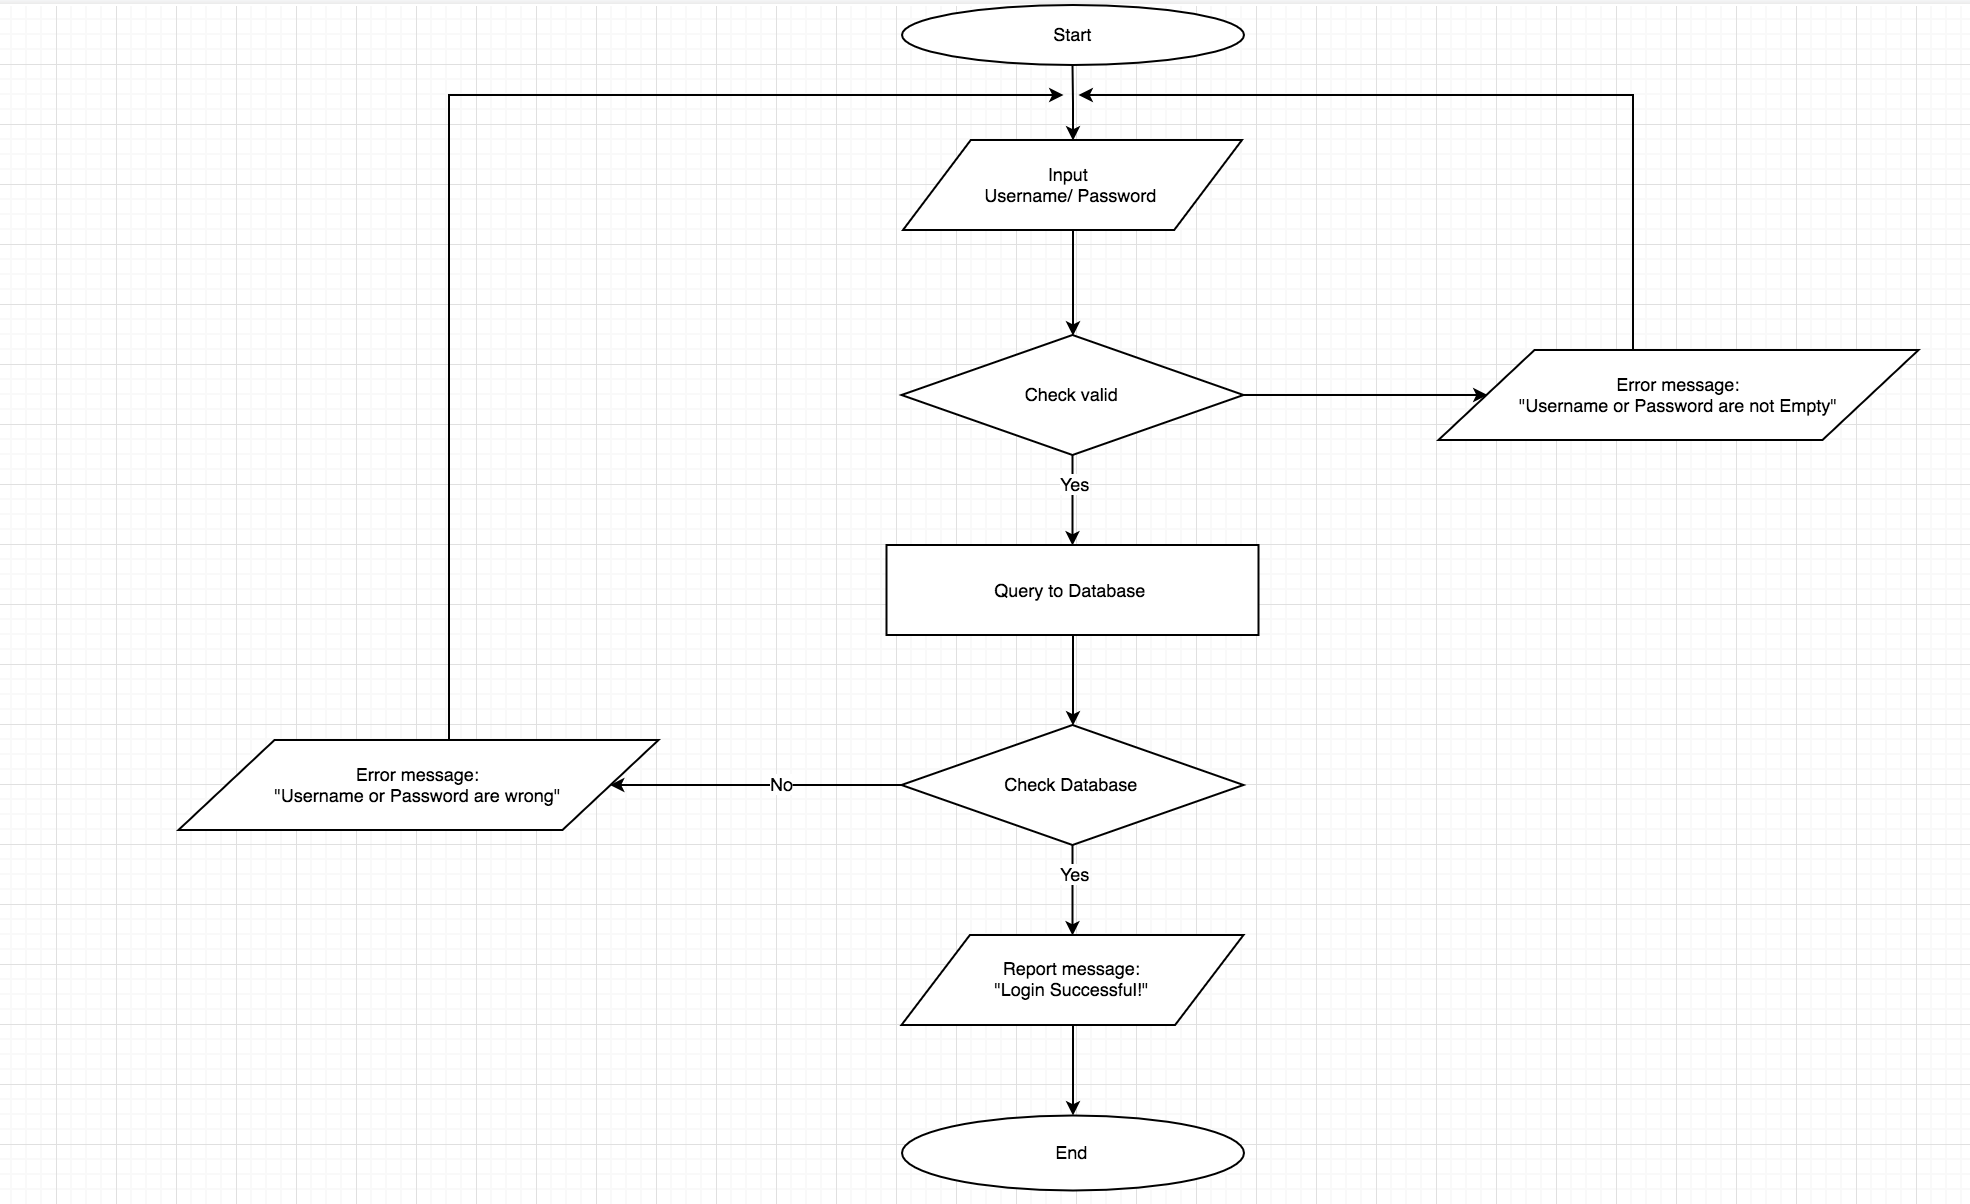 Start
Input
Username/ Password
Check valid
Error message:
"Username or Password are not Empty"
Yes
Query to Database
Check Database
No
Error message:
"Username or Password are wrong"
Yes
Report message:
"Login Successful!"
End